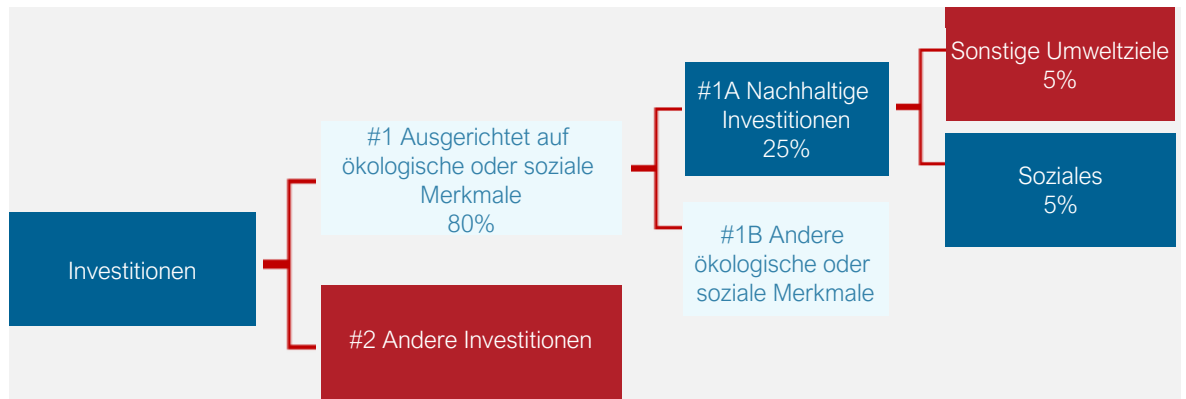 Investitionen
#1 Ausgerichtet auf
ökologische oder soziale
Merkmale
80%
#2 Andere Investitionen
#1A Nachhaltige
Investitionen
25%
#1B Andere
ökologische oder
soziale Merkmale
Sonstige Umweltziele
5%
Soziales
5%